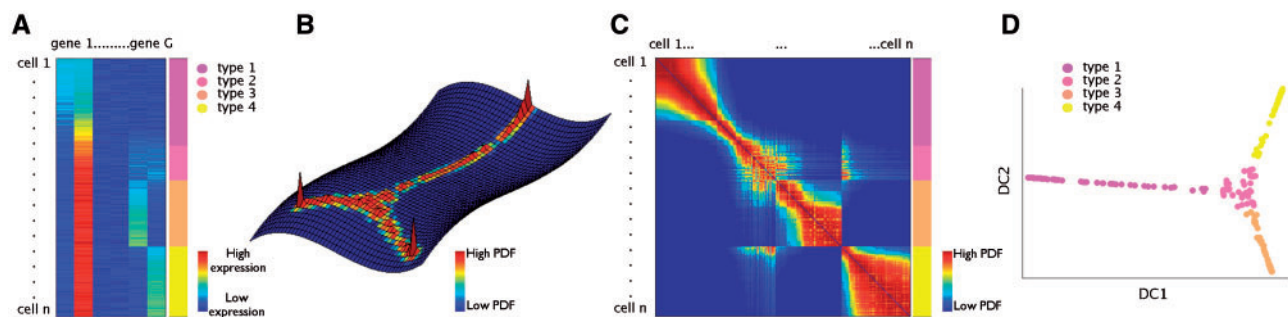 A
gene 1.........gene G
cell 1
cell n
type 1
type 2
type 3
type 4
High
expression
Low
expression
B
High PDF
Low PDF
C
cell 1...
...
...cell n
cell 1
cell n
High PDF
Low PDF
D
type 1
type 2
type 3
type 4
DC2
DC1